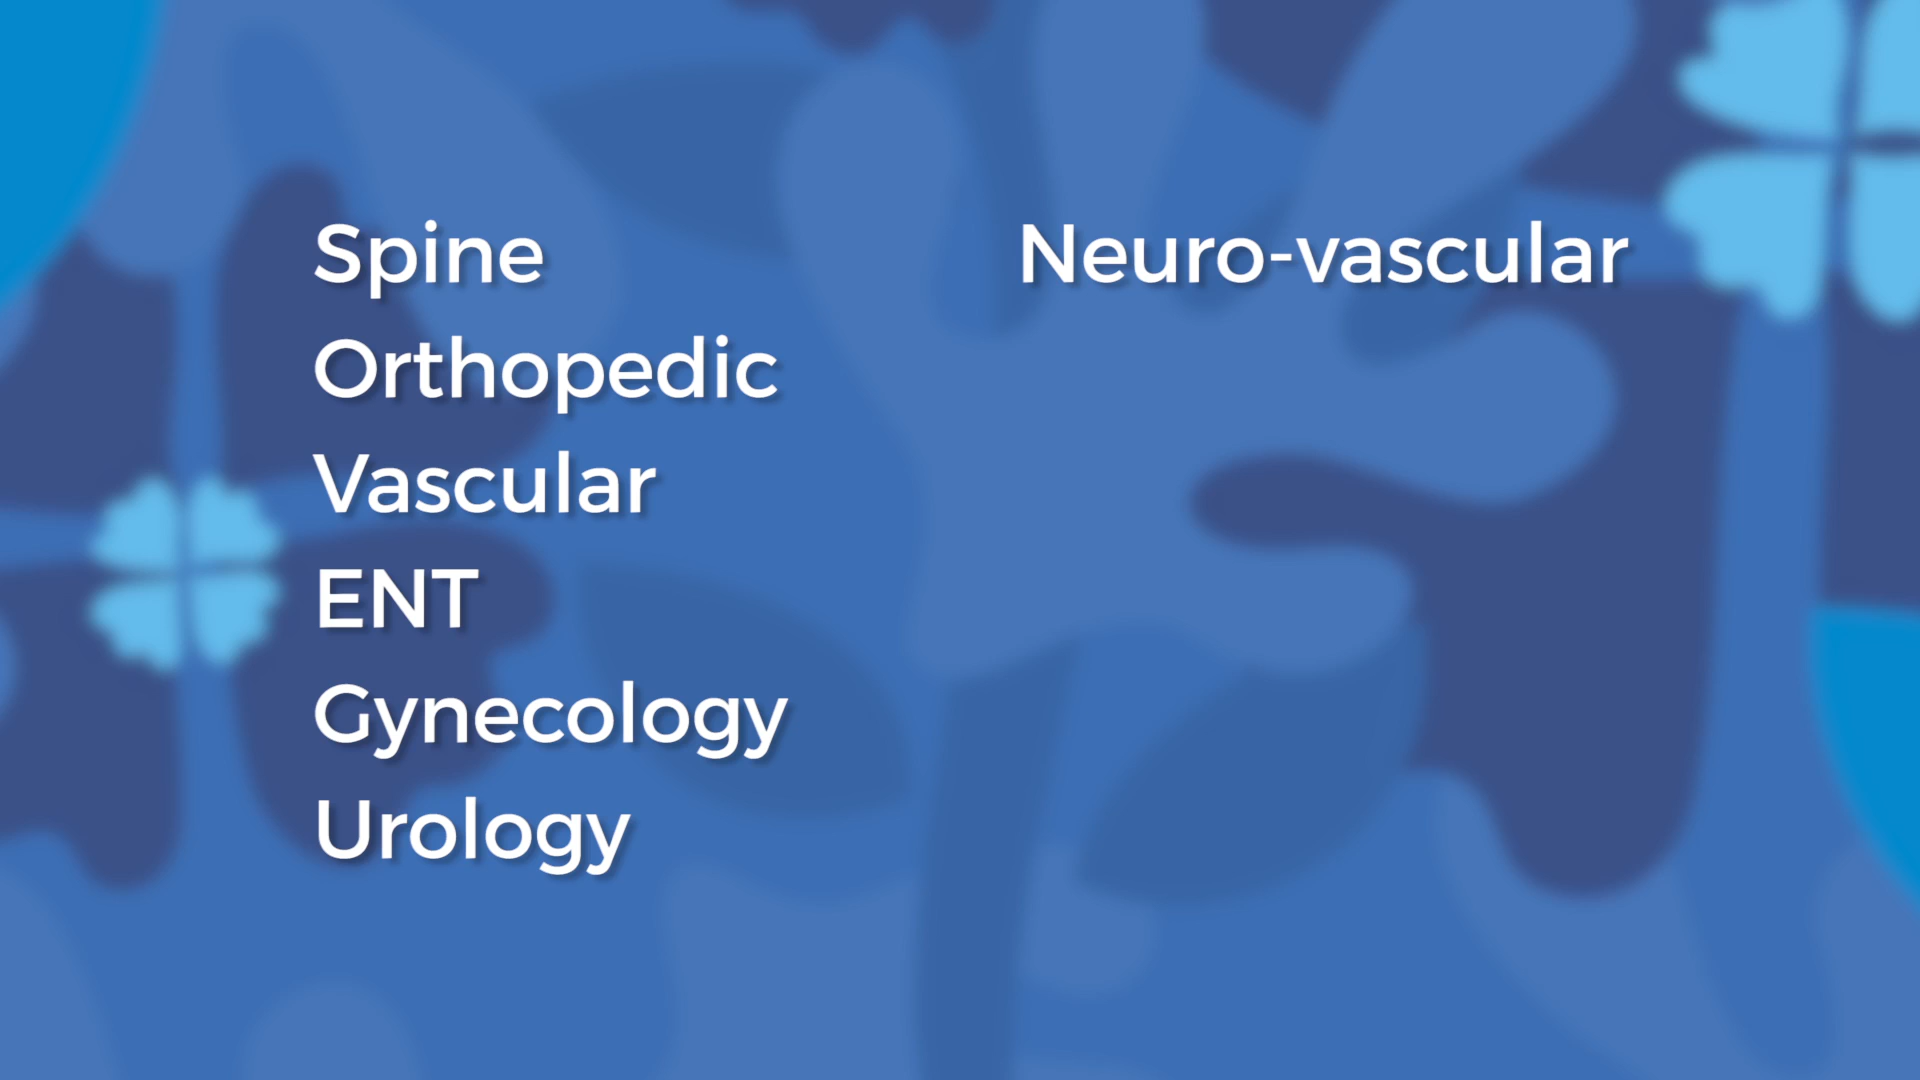 Spine
Orthopedic
Vascular
ENT
Gynecology
Urology
Neuro-vascular